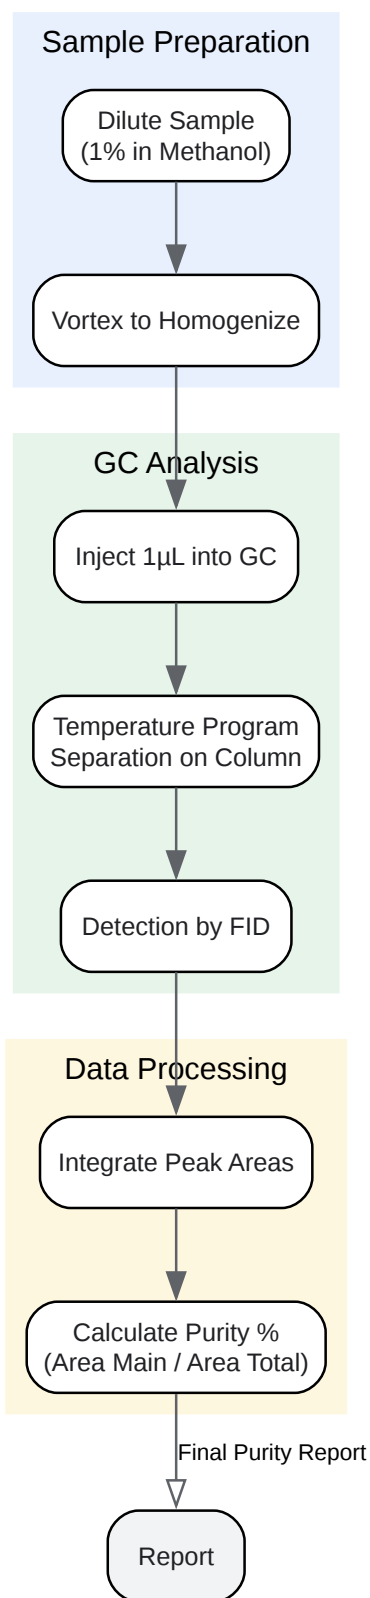 Sample Preparation
Dilute Sample
(1% in Methanol)
Vortex to Homogenize
GC Analysis
Inject 1µL into GC
Temperature Program
Separation on Column
Detection by FID
Data Processing
Integrate Peak Areas
Calculate Purity %
(Area Main / Area Total)
Final Purity Report
Report